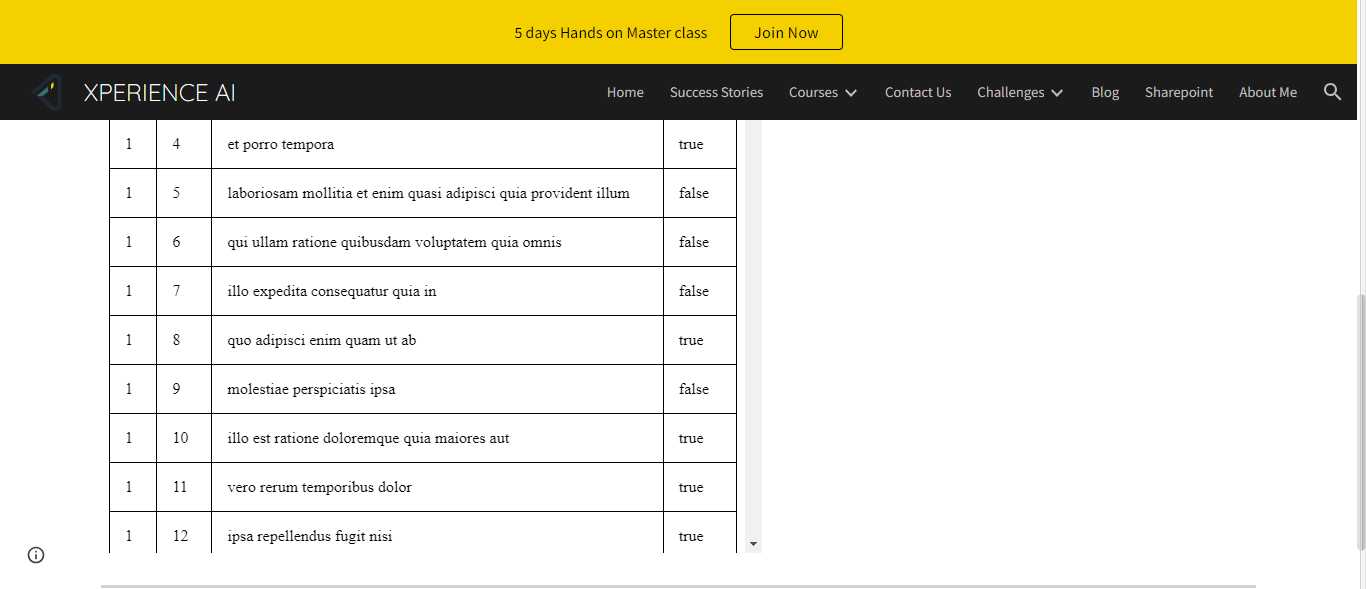 5 days Hands on Master class Join Now
XPERIENCE AI Home Success Stories Courses Contact Us Challenges Blog Sharepoint About Me
1 4 et porro tempora true
1 5 laboriosam mollitia et enim quasi adipisci quia provident illum false
1 6 qui ullam ratione quibusdam voluptatem quia omnis false
1 7 illo expedita consequatur quia in false
1 8 quo adipisci enim quam ut ab true
1 9 molestiae perspiciatis ipsa false
1 10 illo est ratione doloremque quia maiores aut true
1 11 vero rerum temporibus dolor true
1 12 ipsa repellendus fugit nisi true